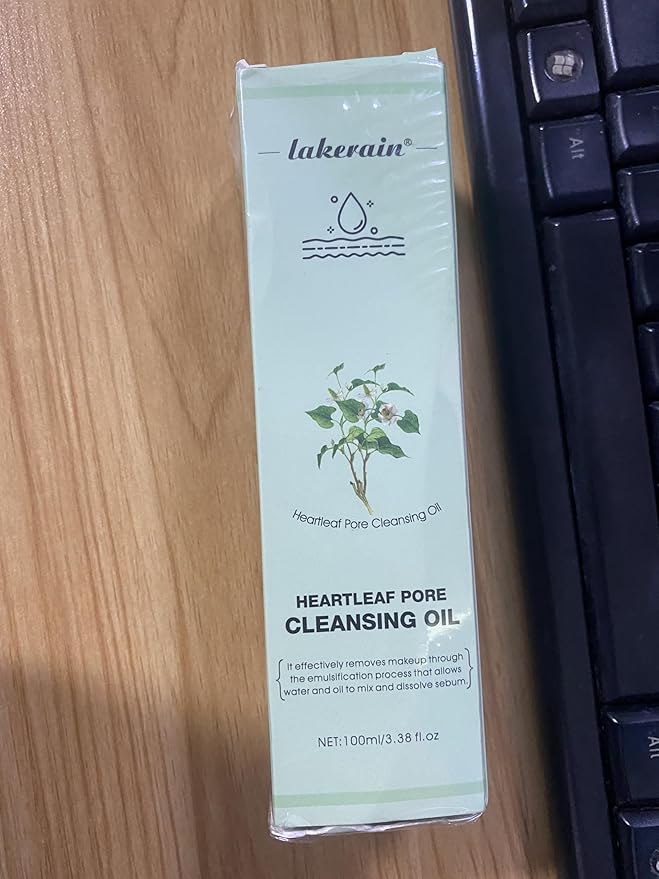 lakerain®
Heartleaf Pore Cleansing Oil
HEARTLEAF PORE
CLEANSING OIL
It effectively removes makeup through
the emulsification process that allows
water and oil to mix and dissolve sebum.
NET:100ml/3.38 fl.oz
Alt
Alt